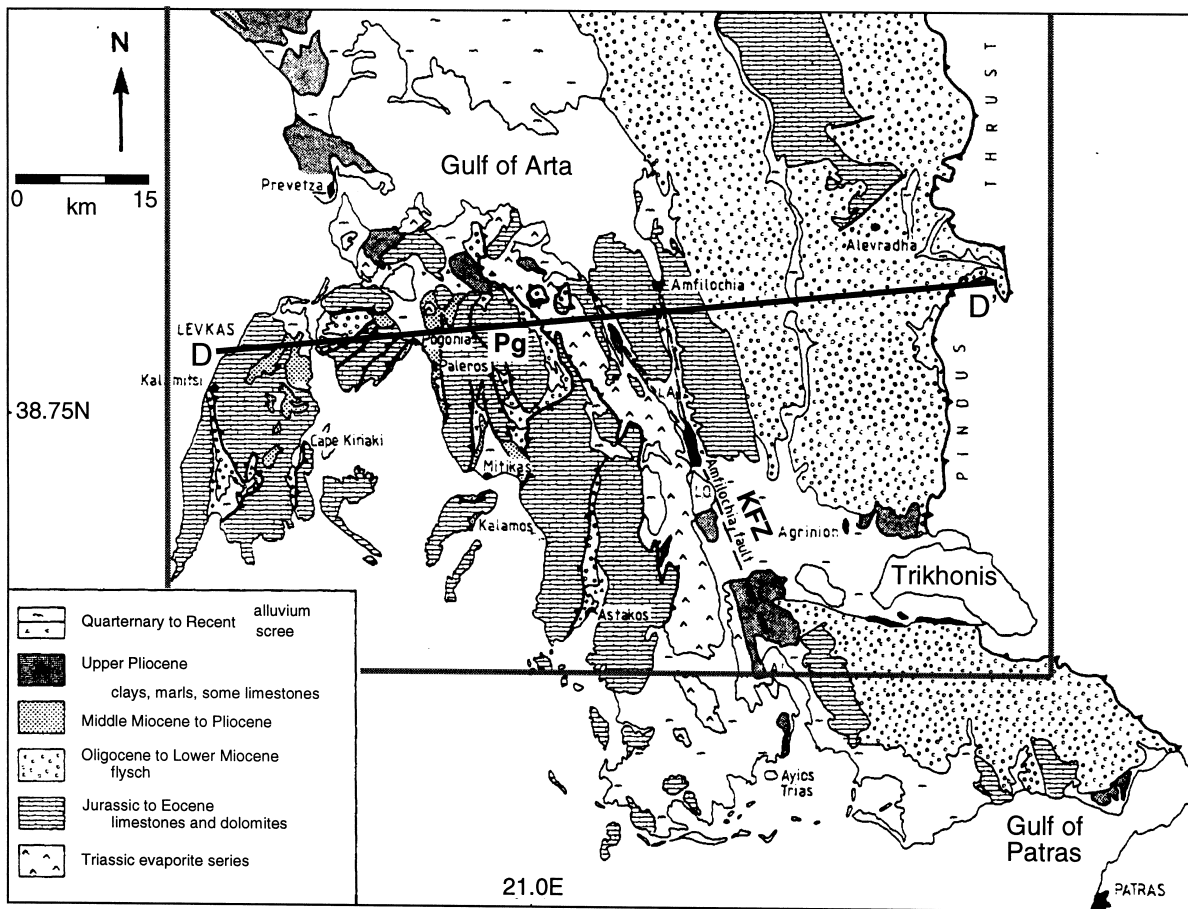 N
0
15
km
Prevetza
Gulf of Arta
THRUST
Alevradha
Amfilochia
LEVKAS
D
D'
Pogonia
Pg
Paleros
Kalamitsi
LA
38.75N
Cape Kiriaki
PINDUS
Mitikas
Amfilochia fault
LO
KFZ
Kalamos
Agrinion
Trikhonis
Astakos
Quarternary to Recent alluvium
scree
Upper Pliocene
clays, marls, some limestones
Middle Miocene to Pliocene
Oligocene to Lower Miocene
flysch
Jurassic to Eocene
limestones and dolomites
Triassic evaporite series
Ayios
Trias
Gulf of
Patras
21.0E
PATRAS